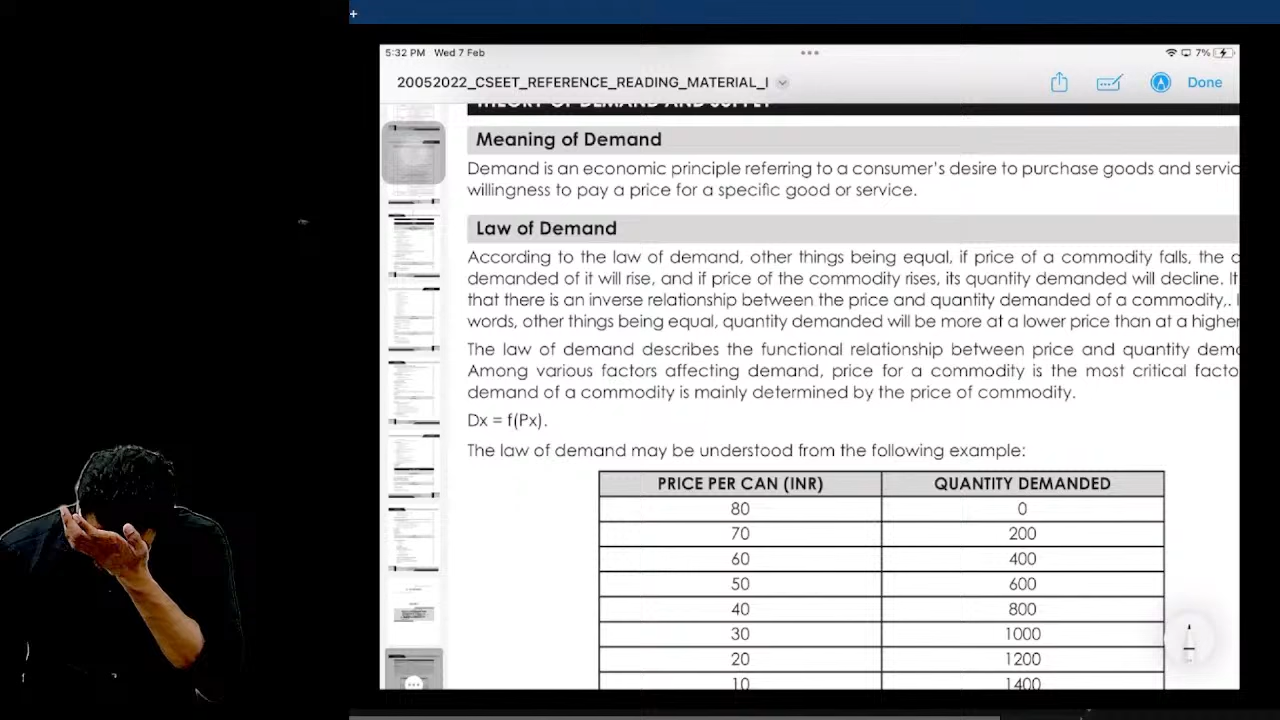 5:32 PM Wed 7 Feb
7%
20052022_CSEET_REFERENCE_READING_MATERIAL_I
Done
THEORY OF DEMAND
Meaning of Demand
Demand is an economic principle referring to a consumer's desire to purchase goods and servic
willingness to pay a price for a specific good or service.
Law of Demand
According to the law of demand, other things being equal, if price of a commodity falls, the
demanded of it will rise and if price of the commodity rises, its quantity demanded will decline. It
that there is an inverse relationship between the price and quantity demanded of a commodity,.
words, other things being equal, quantity demanded will be more at a lower price than at a higher
The law of demand describes the functional relationship between price and quantity dema
Among various factors affecting demand, price for a commodity is the most critical facto
demand of a commodity is mainly determined by the price of commodity.
Dx = f(Px).
The law of demand may be understood from the following example:
PRICE PER CAN (INR) QUANTITY DEMANDED
80 0
70 200
60 400
50 600
40 800
30 1000
20 1200
10 1400